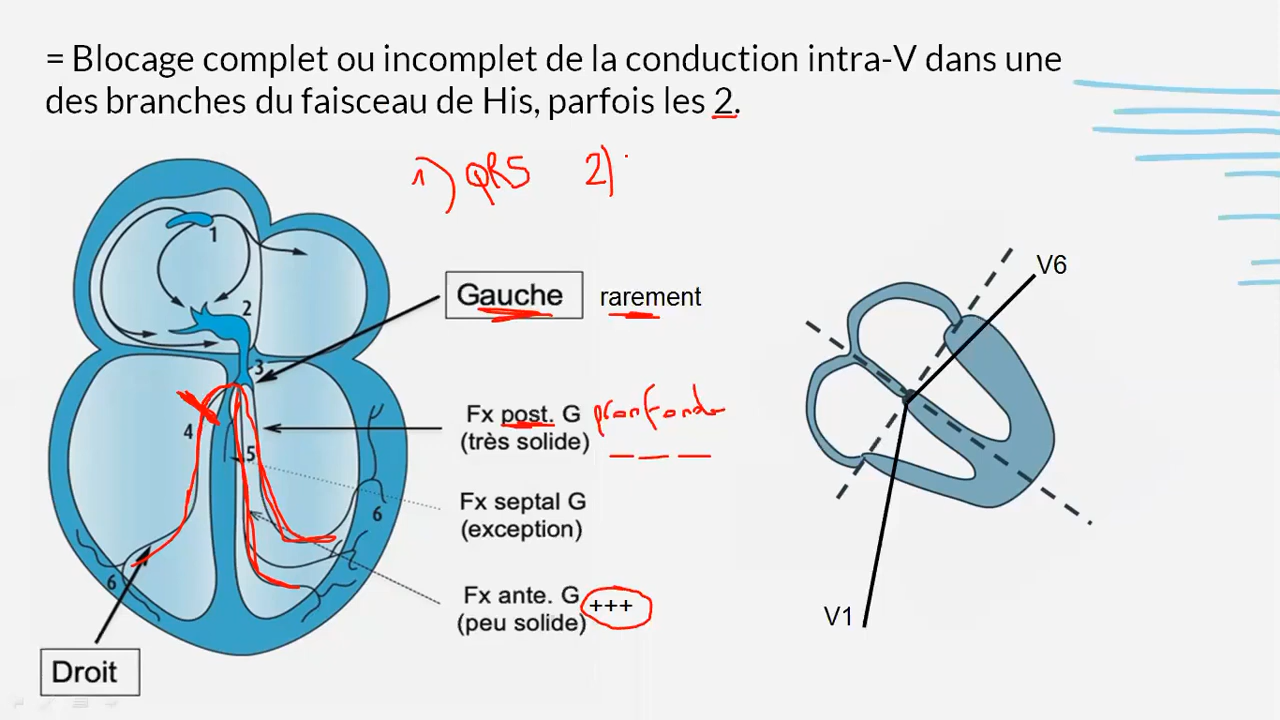 = Blocage complet ou incomplet de la conduction intra-V dans une
des branches du faisceau de His, parfois les 2.
1) QRS 2)
1
2
3
4
5
6
6
Gauche rarement
Fx post. G profonde
(très solide)
Fx septal G
(exception)
Fx ante. G +++
(peu solide)
Droit
V6
V1